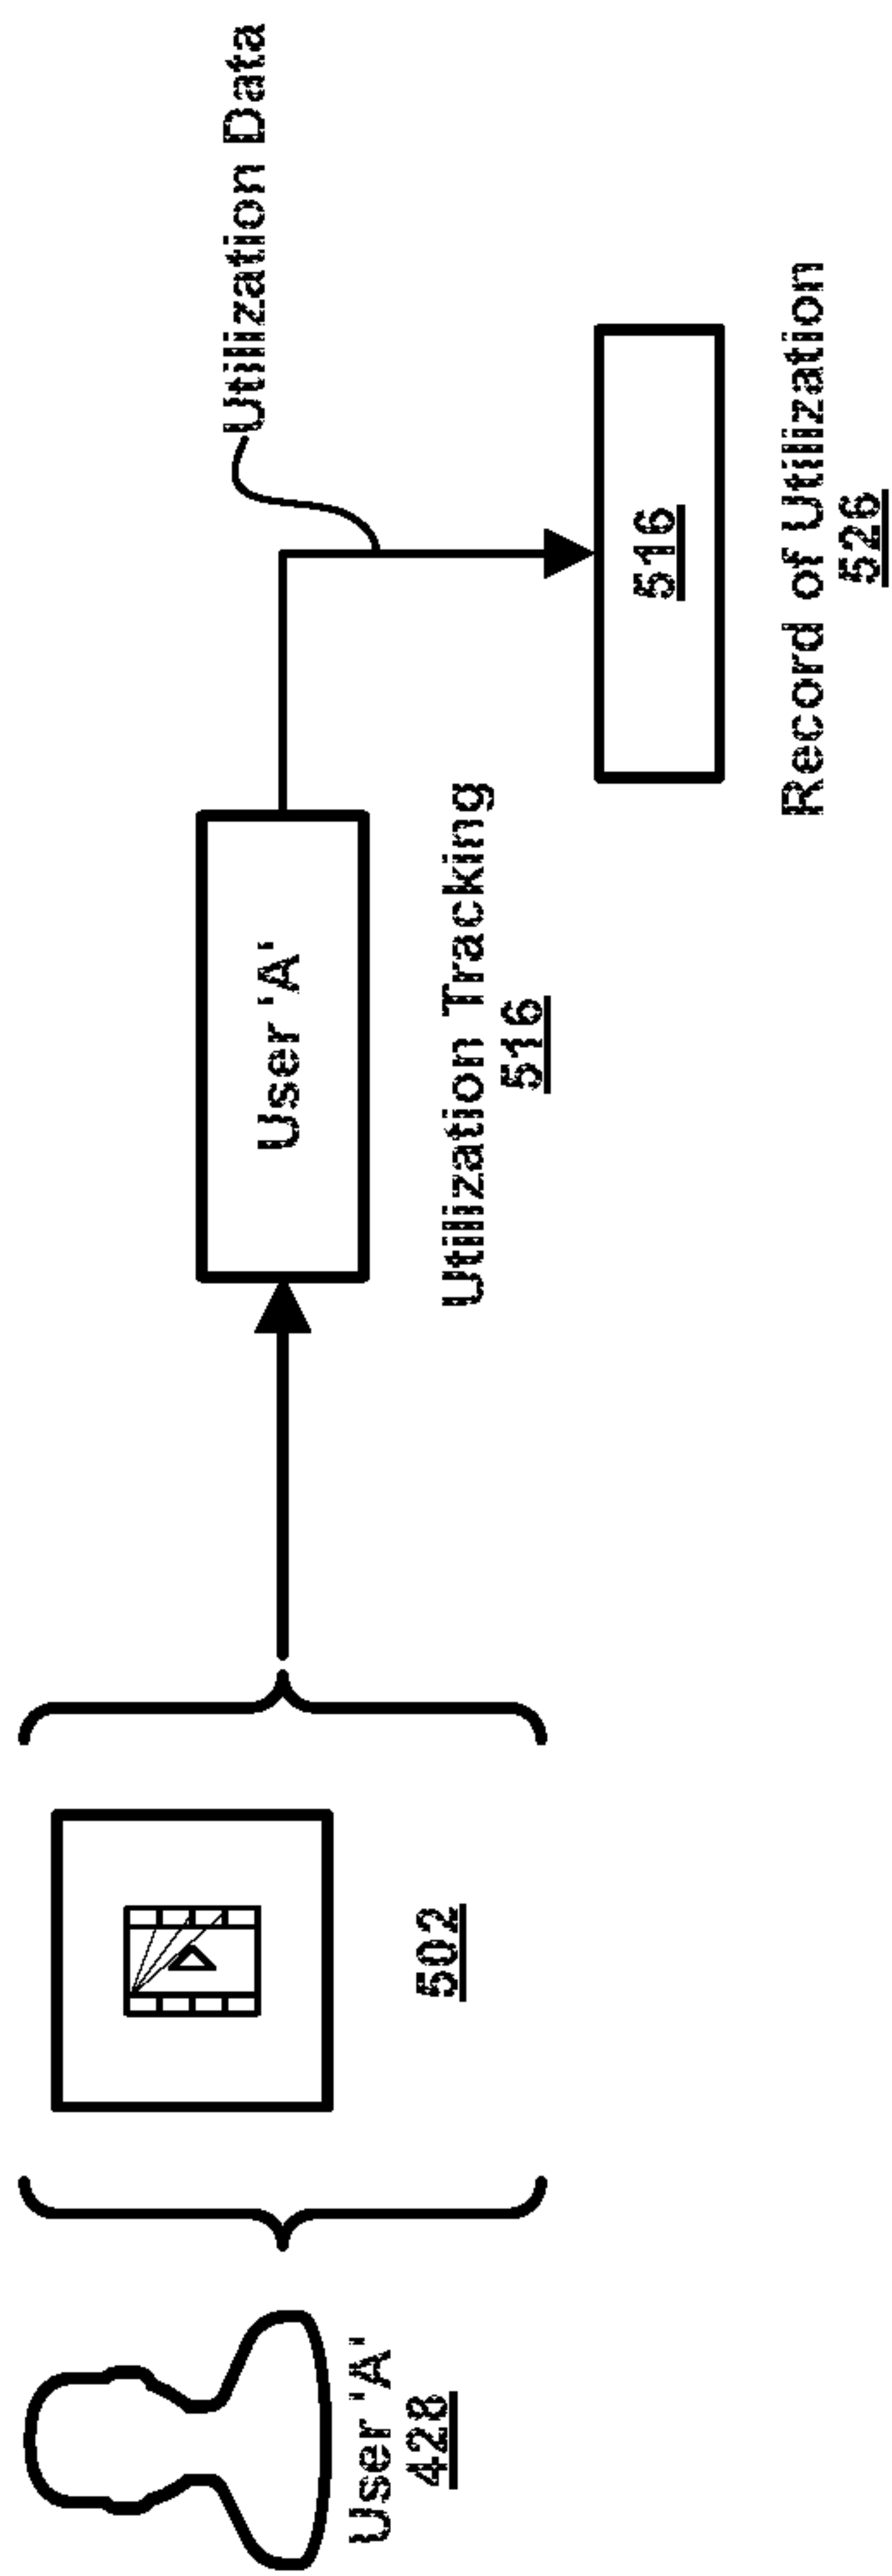 User 'A'
428
502
User 'A'
Utilization Tracking
516
Utilization Data
516
Record of Utilization
526